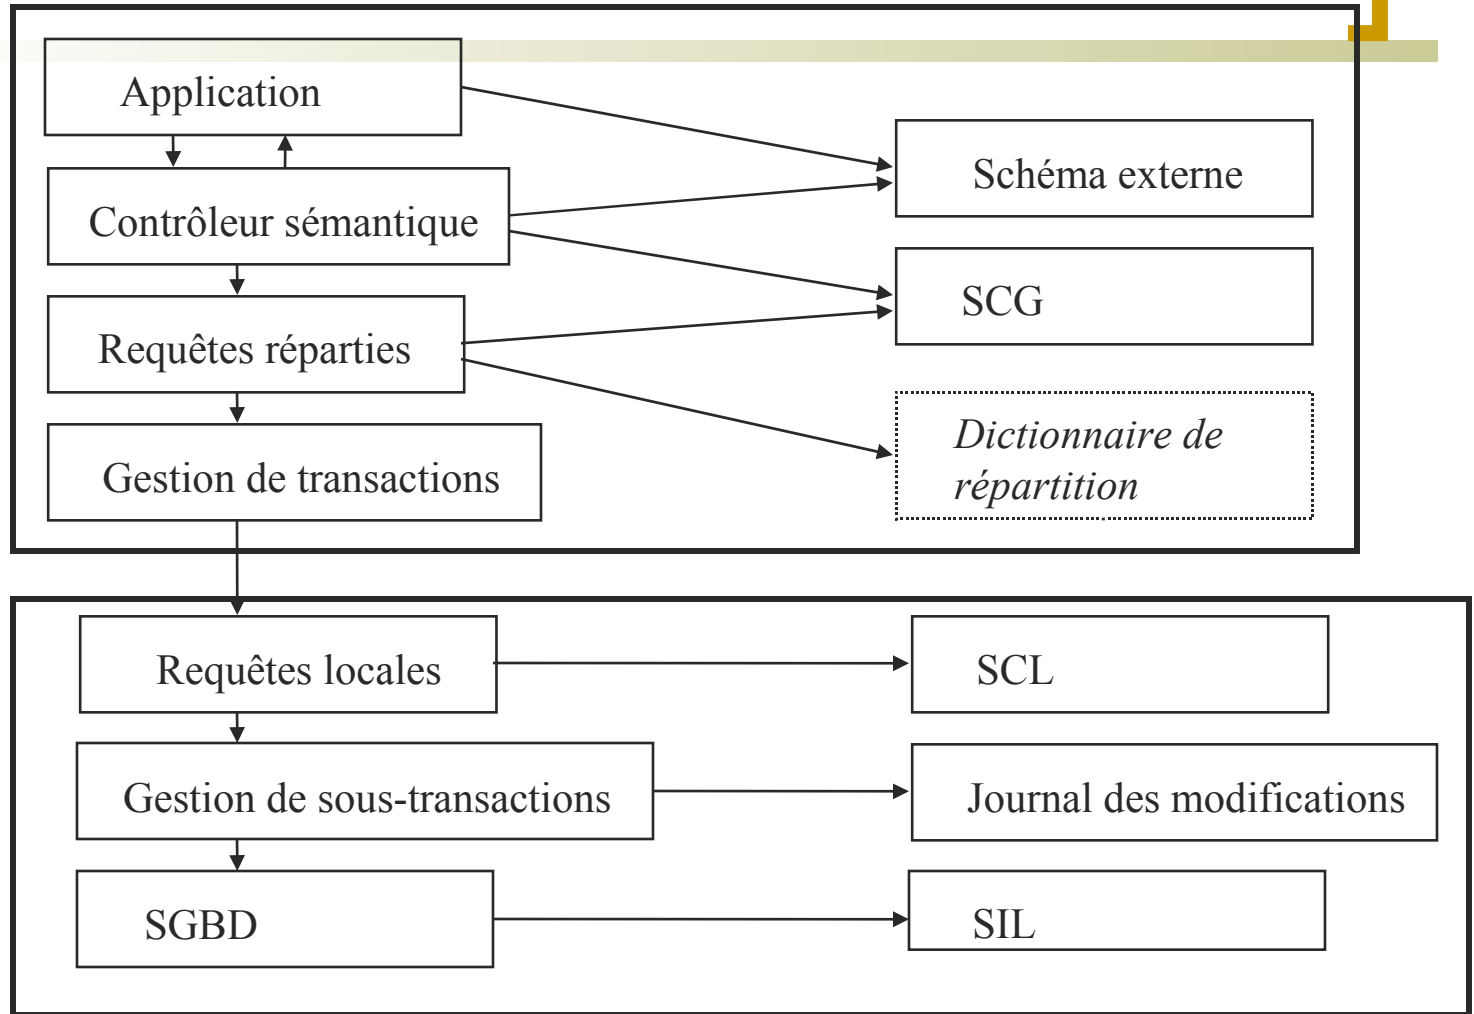 Application
Schéma externe
Contrôleur sémantique
SCG
Requêtes réparties
Dictionnaire de
répartition
Gestion de transactions
Requêtes locales
SCL
Gestion de sous-transactions
Journal des modifications
SGBD
SIL